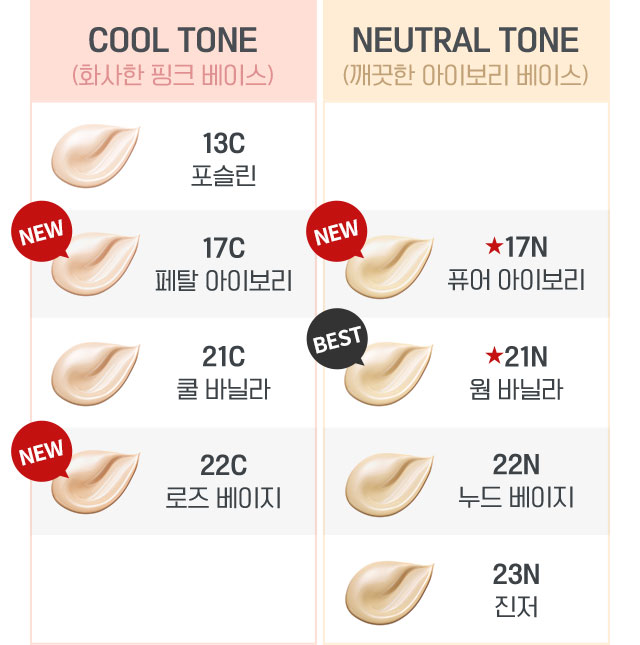 COOL TONE
(화사한 핑크 베이스)
NEUTRAL TONE
(깨끗한 아이보리 베이스)
13C
포슬린
NEW
17C
페탈 아이보리
NEW
★17N
퓨어 아이보리
21C
쿨 바닐라
BEST
★21N
웜 바닐라
NEW
22C
로즈 베이지
22N
누드 베이지
23N
진저